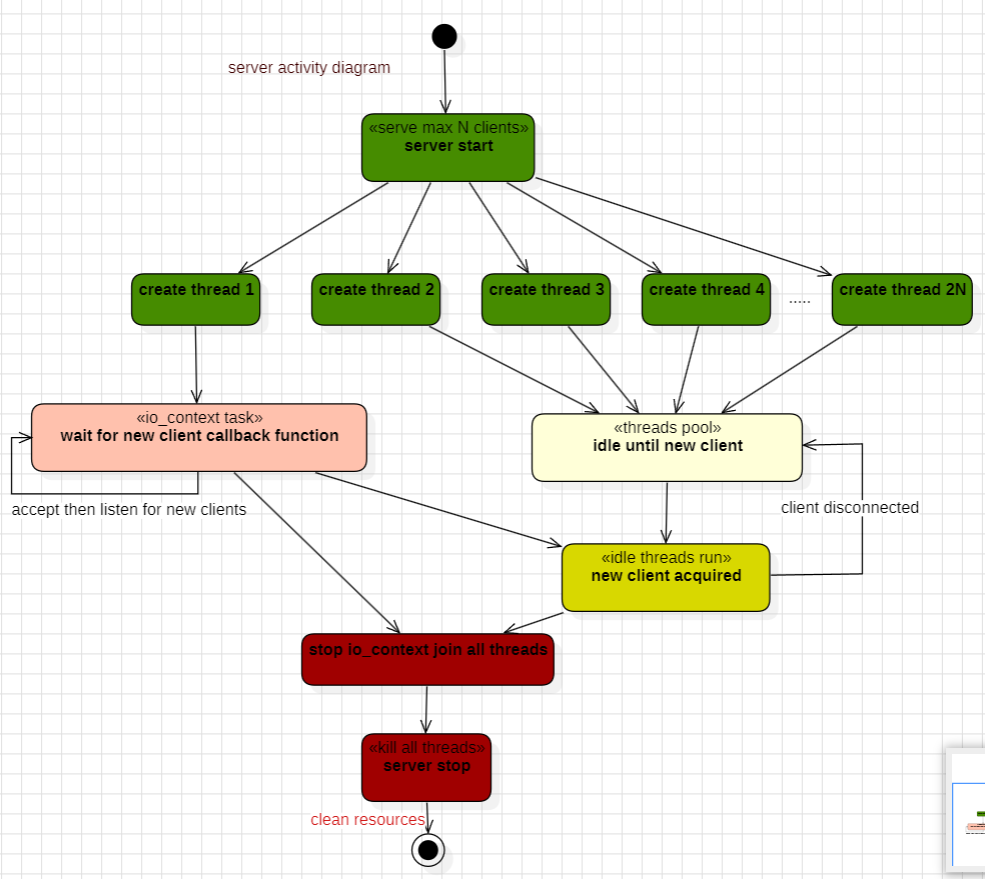 server activity diagram
«serve max N clients»
server start
create thread 1
create thread 2
create thread 3
create thread 4
.....
create thread 2N
«io_context task»
wait for new client callback function
«threads pool»
idle until new client
accept then listen for new clients
client disconnected
«idle threads run»
new client acquired
stop io_context join all threads
«kill all threads»
server stop
clean resources